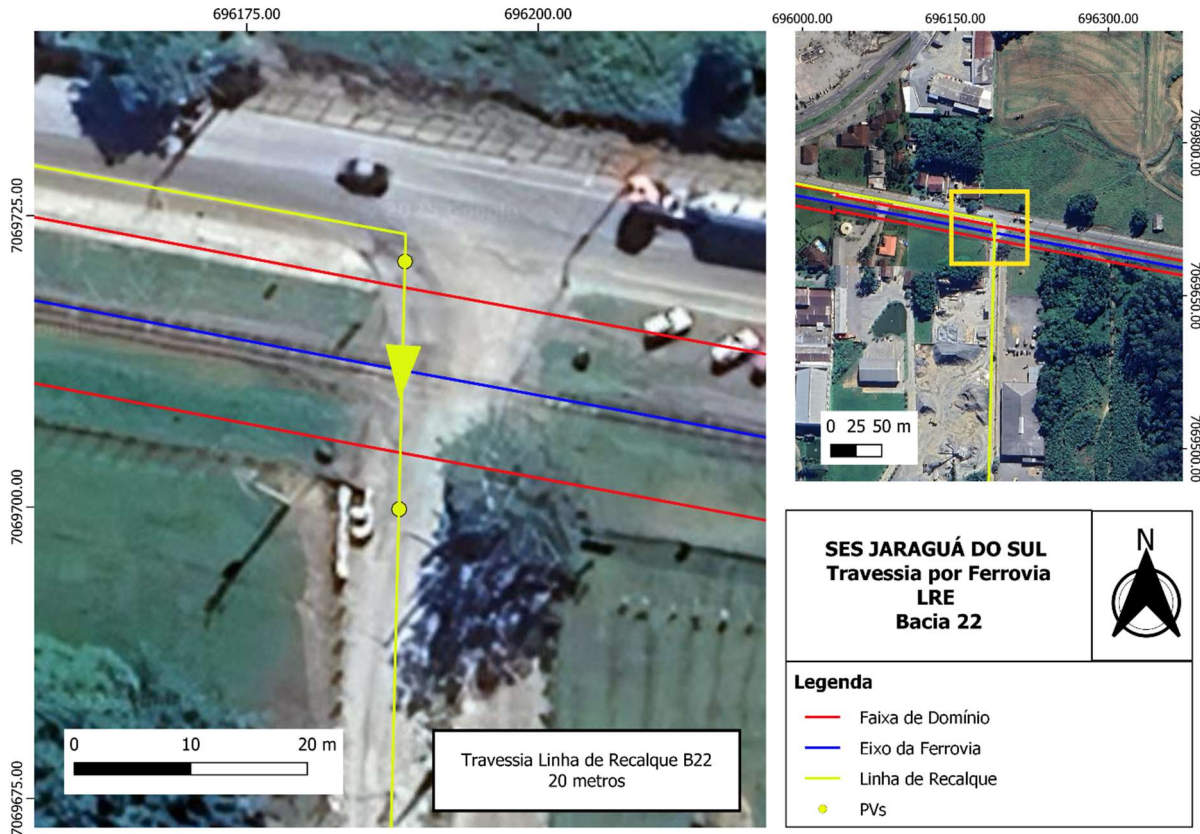 696175.00
696200.00
7069725.00
7069700.00
7069675.00
0 10 20 m
Travessia Linha de Recalque B22
20 metros
696000.00
696150.00
696300.00
7069800.00
7069650.00
7069500.00
0 25 50 m
SES JARAGUÁ DO SUL
Travessia por Ferrovia
LRE
Bacia 22
N
Legenda
Faixa de Domínio
Eixo da Ferrovia
Linha de Recalque
PVs